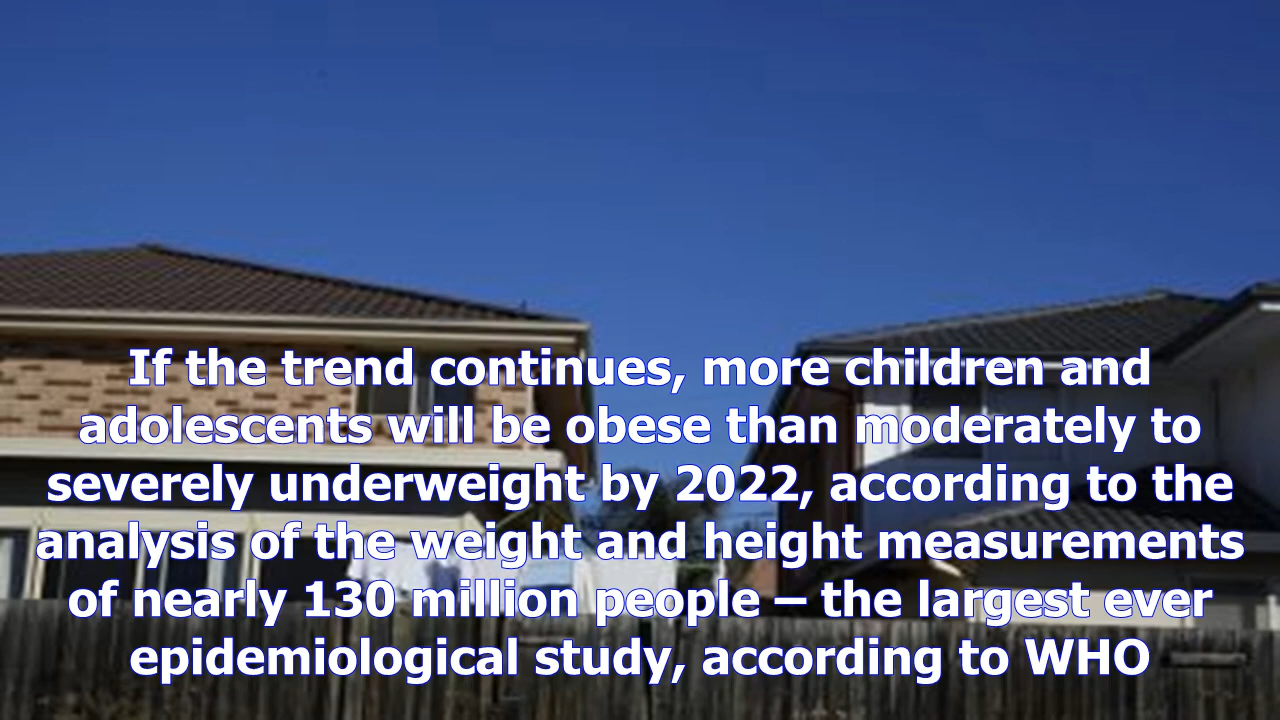 If the trend continues, more children and
adolescents will be obese than moderately to
severely underweight by 2022, according to the
analysis of the weight and height measurements
of nearly 130 million people – the largest ever
epidemiological study, according to WHO